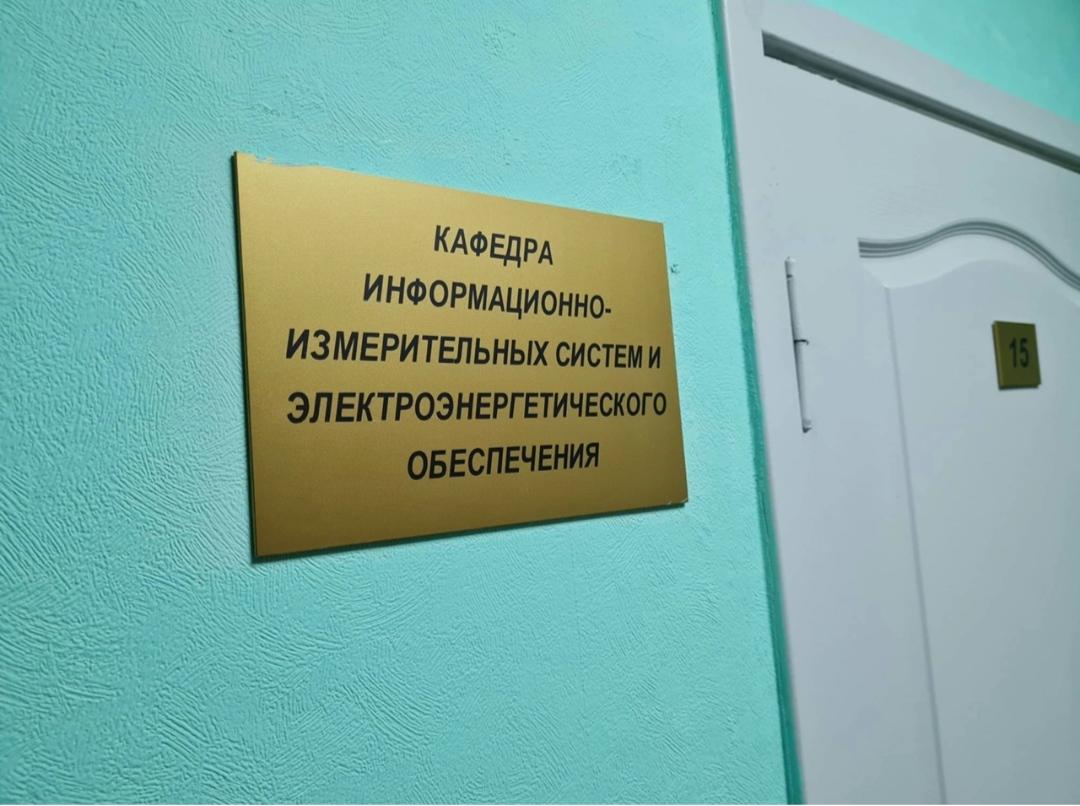 КАФЕДРА
ИНФОРМАЦИОННО-
ИЗМЕРИТЕЛЬНЫХ СИСТЕМ И
ЭЛЕКТРОЭНЕРГЕТИЧЕСКОГО
ОБЕСПЕЧЕНИЯ
15